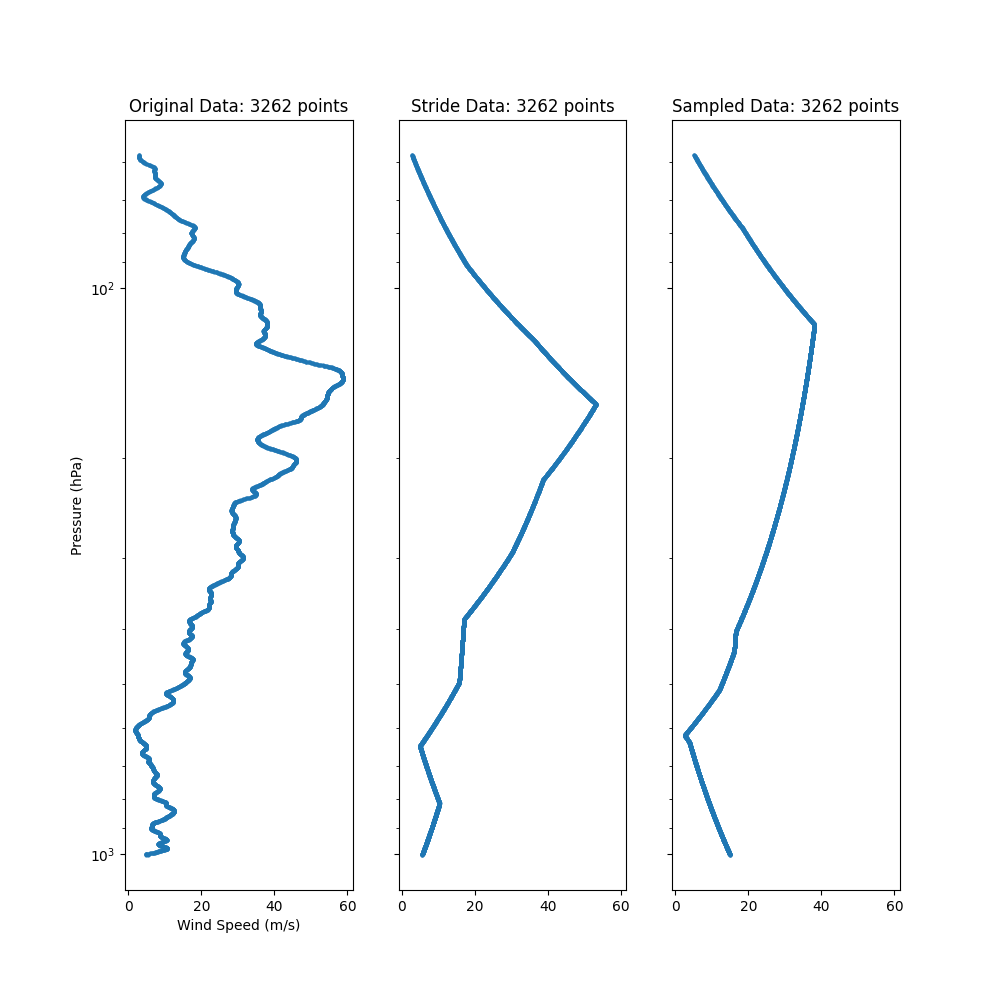 Original Data: 3262 points
Stride Data: 3262 points
Sampled Data: 3262 points
Pressure (hPa)
10²
10³
0 20 40 60
0 20 40 60
0 20 40 60
Wind Speed (m/s)